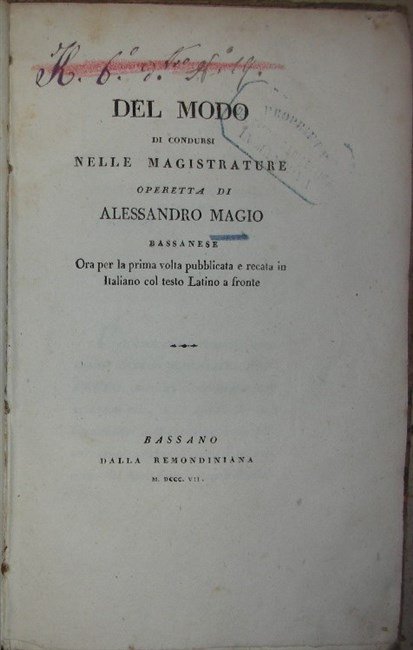 DEL MODO
DI CONDURSI
NELLE MAGISTRATURE
OPERETTA DI
ALESSANDRO MAGIO
BASSANESE
Ora per la prima volta pubblicata e recata in
Italiano col testo Latino a fronte
BASSANO
DALLA REMONDINIANA
M. DCCC. VII.